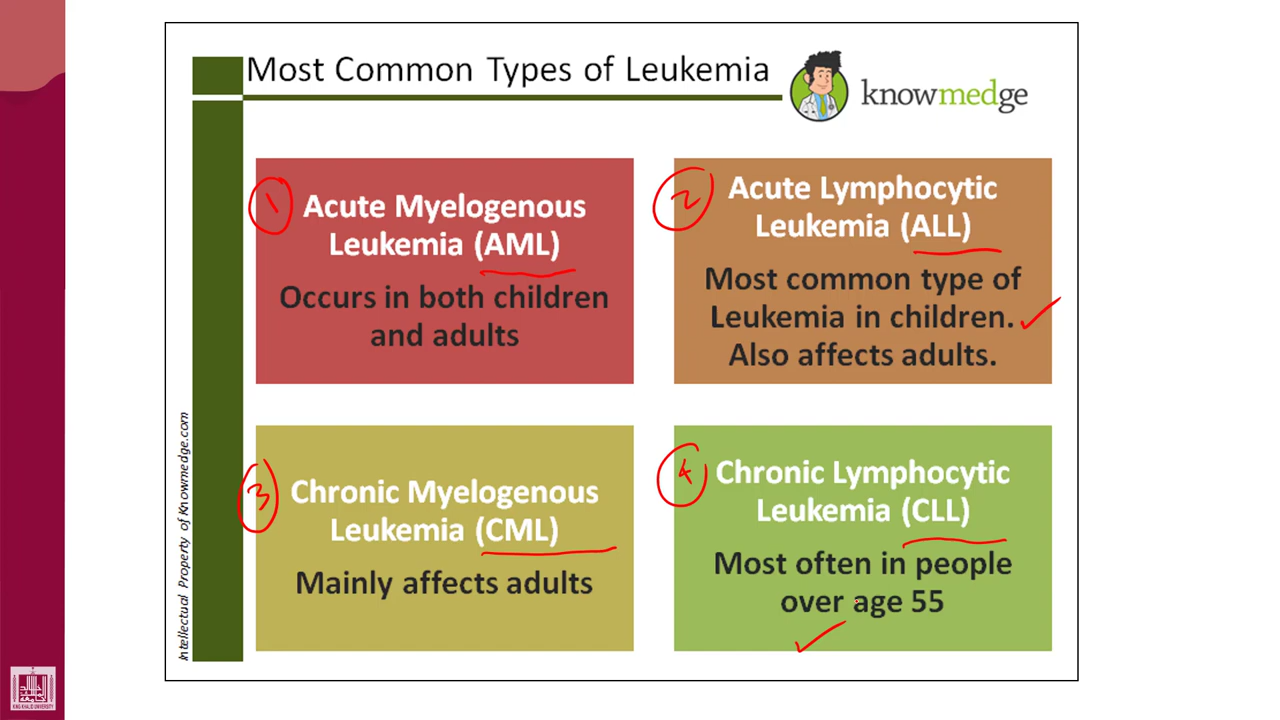 Most Common Types of Leukemia
knowmedge
1
Acute Myelogenous
Leukemia (AML)
Occurs in both children
and adults
2
Acute Lymphocytic
Leukemia (ALL)
Most common type of
Leukemia in children.
Also affects adults.
3
Chronic Myelogenous
Leukemia (CML)
Mainly affects adults
4
Chronic Lymphocytic
Leukemia (CLL)
Most often in people
over age 55
Intellectual Property of Knowmedge.com
KING KHALID UNIVERSITY